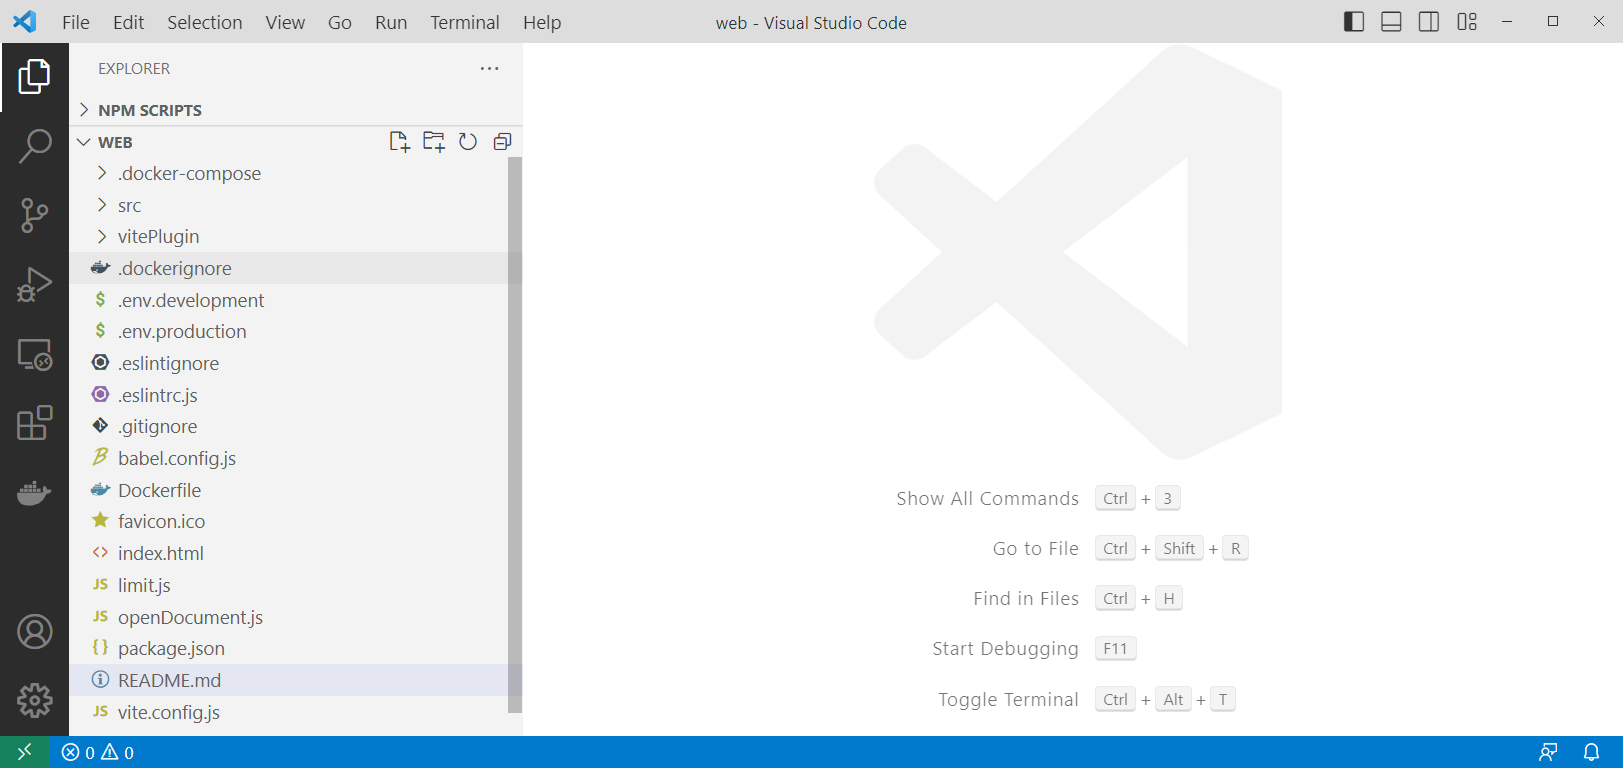 File Edit Selection View Go Run Terminal Help web - Visual Studio Code
EXPLORER
NPM SCRIPTS
WEB
.docker-compose
src
vitePlugin
.dockerignore
.env.development
.env.production
.eslintignore
.eslintrc.js
.gitignore
babel.config.js
Dockerfile
favicon.ico
index.html
limit.js
openDocument.js
package.json
README.md
vite.config.js
Show All Commands Ctrl + 3
Go to File Ctrl + Shift + R
Find in Files Ctrl + H
Start Debugging F11
Toggle Terminal Ctrl + Alt + T
0 0